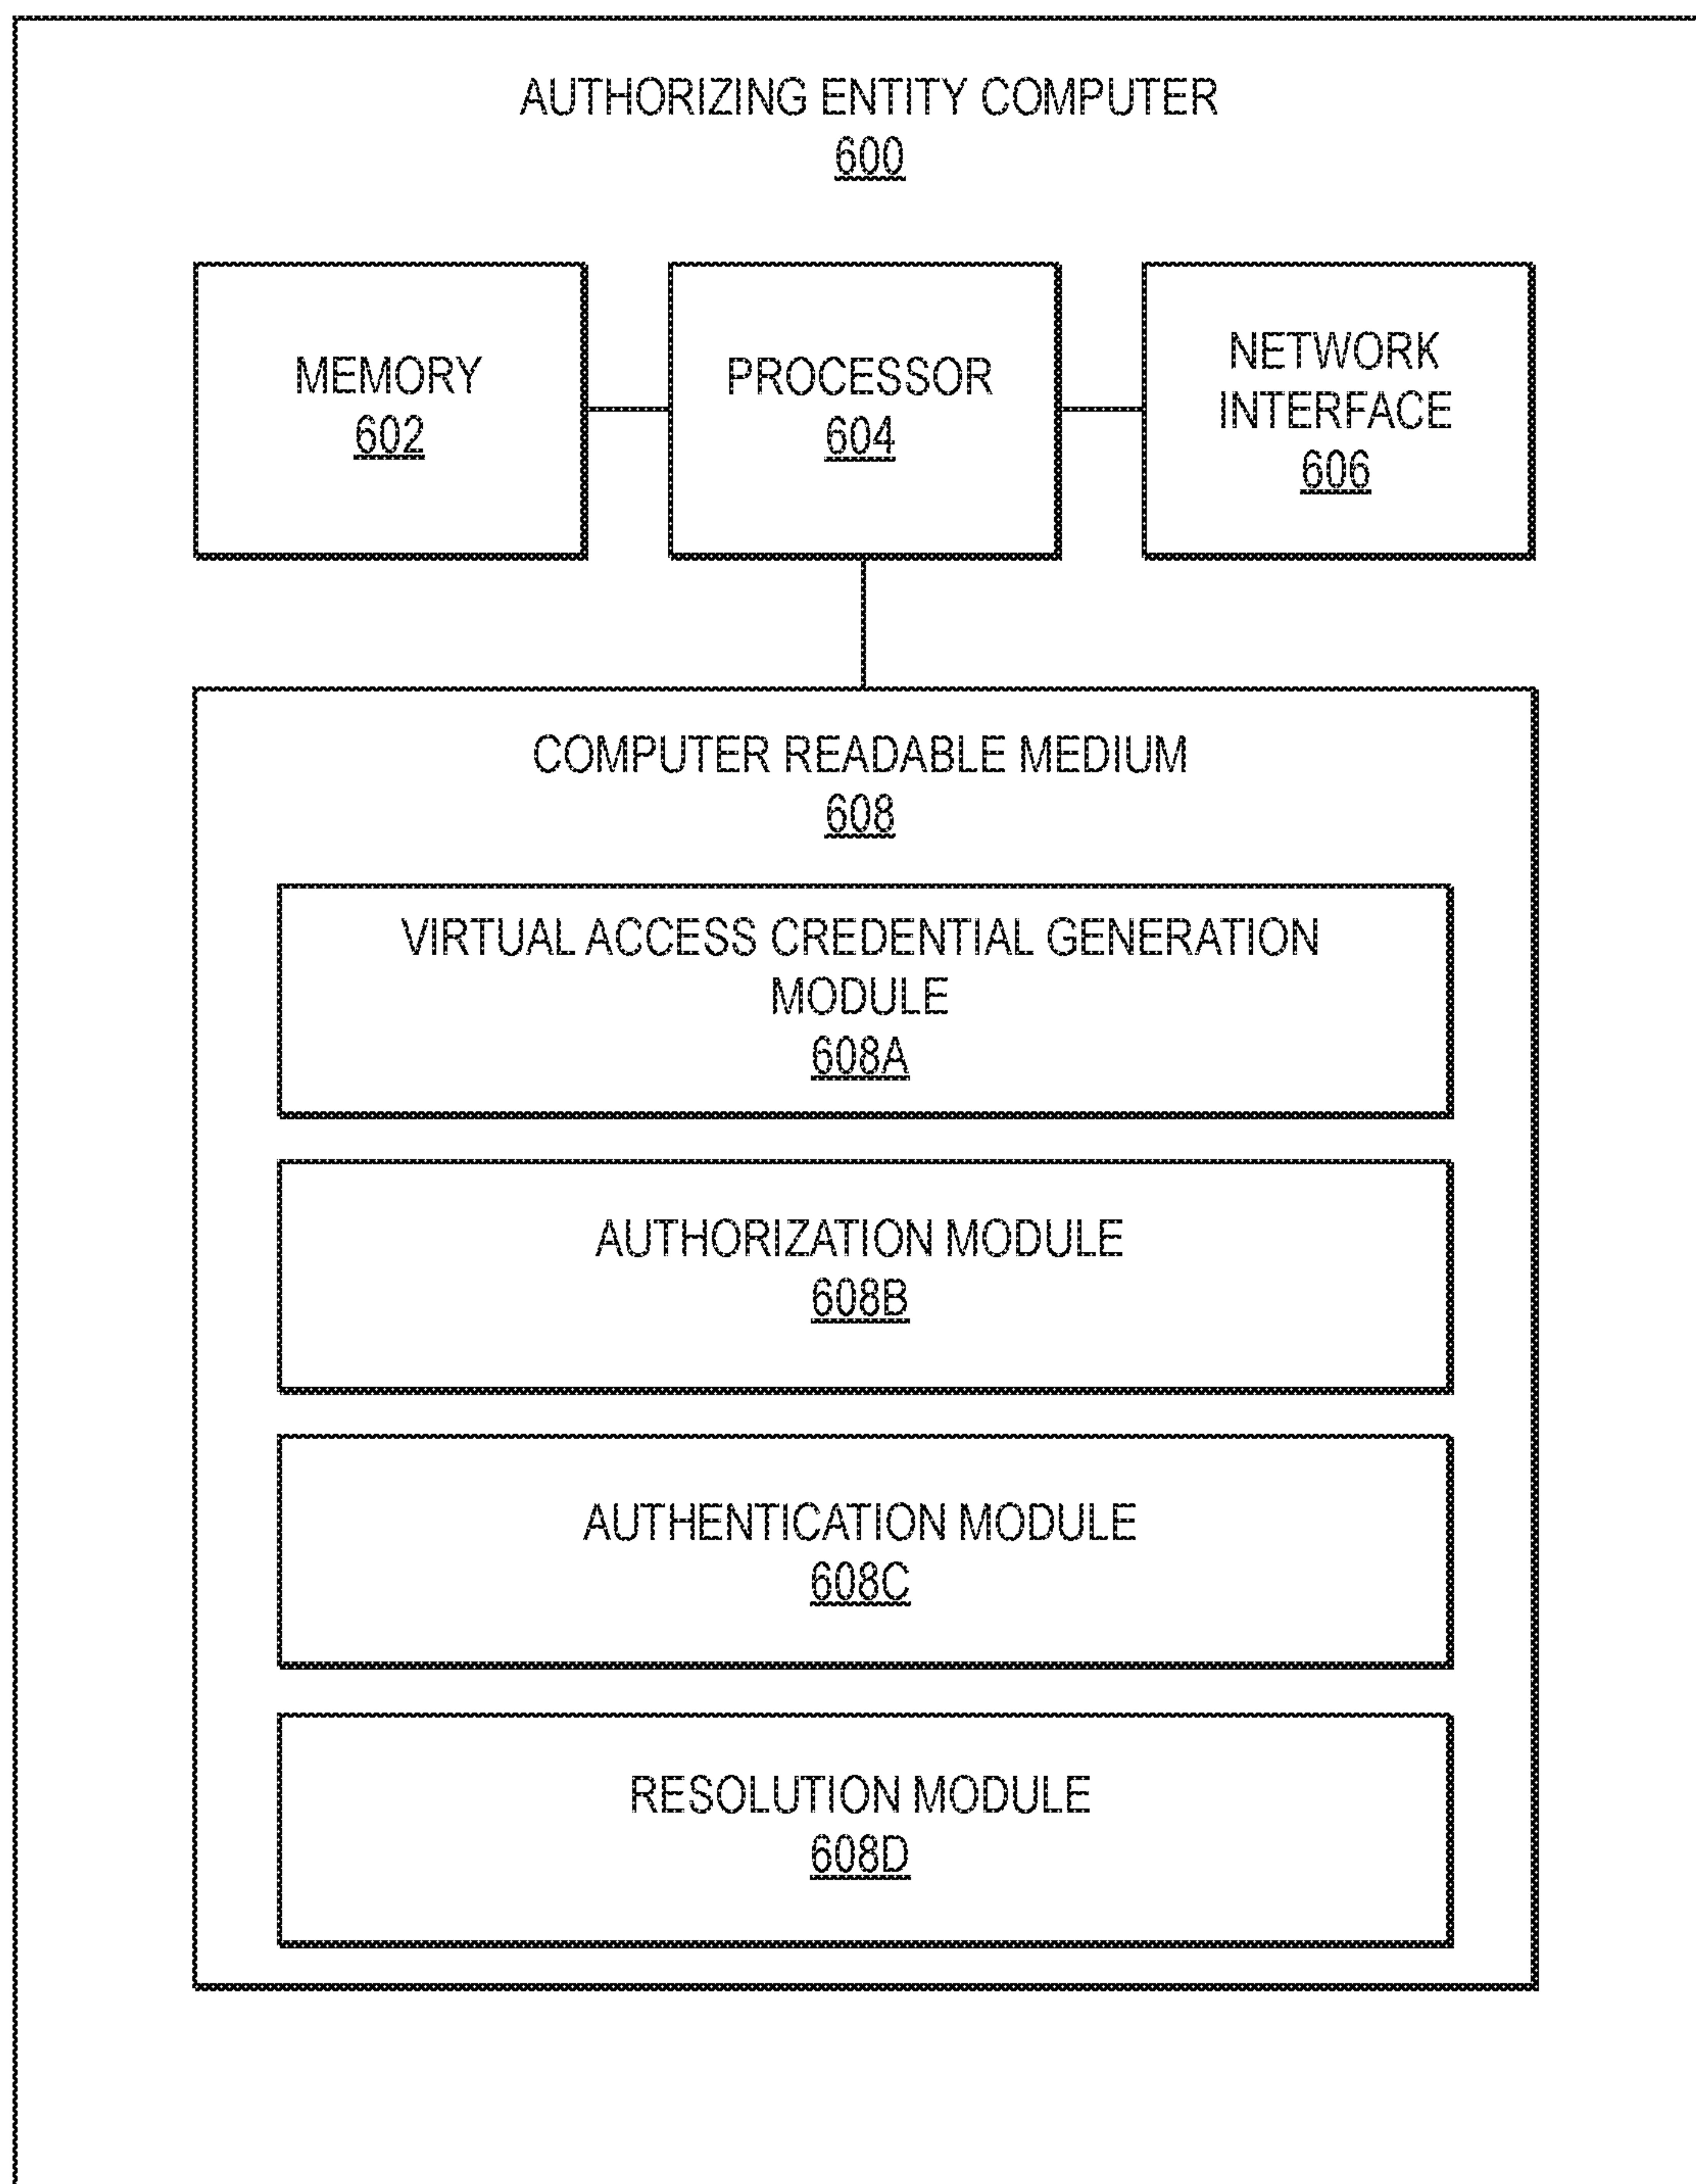 AUTHORIZING ENTITY COMPUTER
600
MEMORY
602
PROCESSOR
604
NETWORK
INTERFACE
606
COMPUTER READABLE MEDIUM
608
VIRTUAL ACCESS CREDENTIAL GENERATION
MODULE
608A
AUTHORIZATION MODULE
608B
AUTHENTICATION MODULE
608C
RESOLUTION MODULE
608D